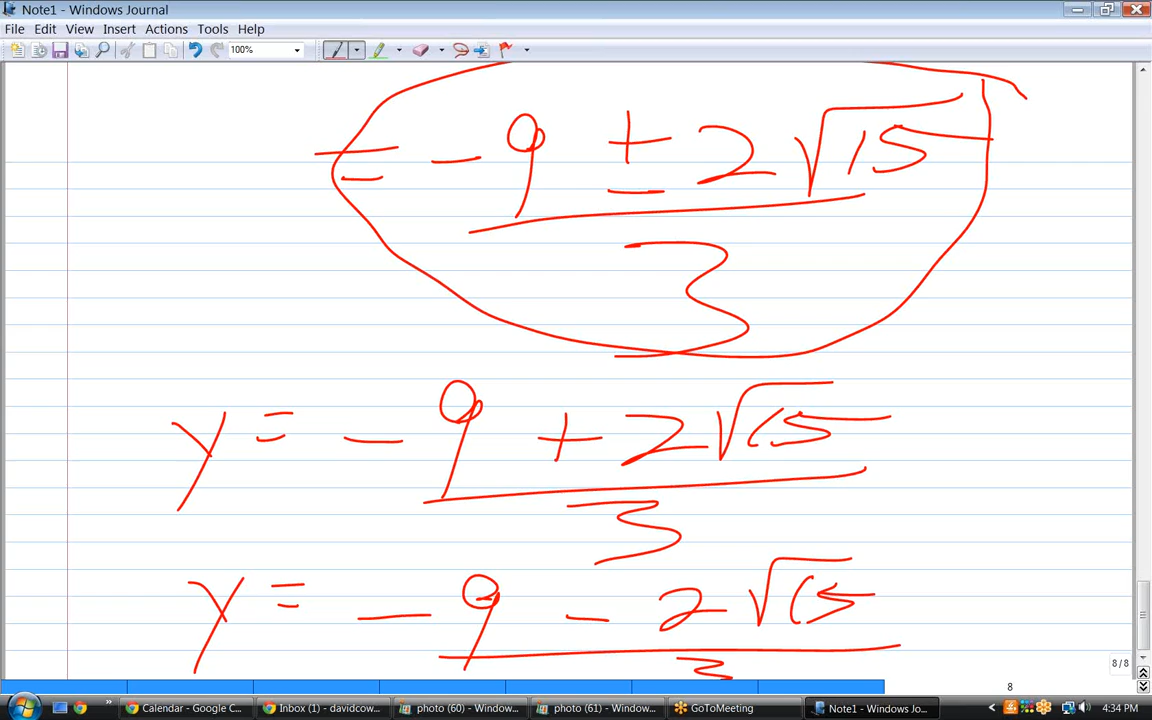 Note1 - Windows Journal
File Edit View Insert Actions Tools Help
100%
= -9 ± 2√15
3
y = -9 + 2√15
3
y = -9 - 2√15
3
8/8
8
Calendar - Google C... Inbox (1) - davidcow... photo (60) - Window... photo (61) - Window... GoToMeeting Note1 - Windows Jo... 4:34 PM